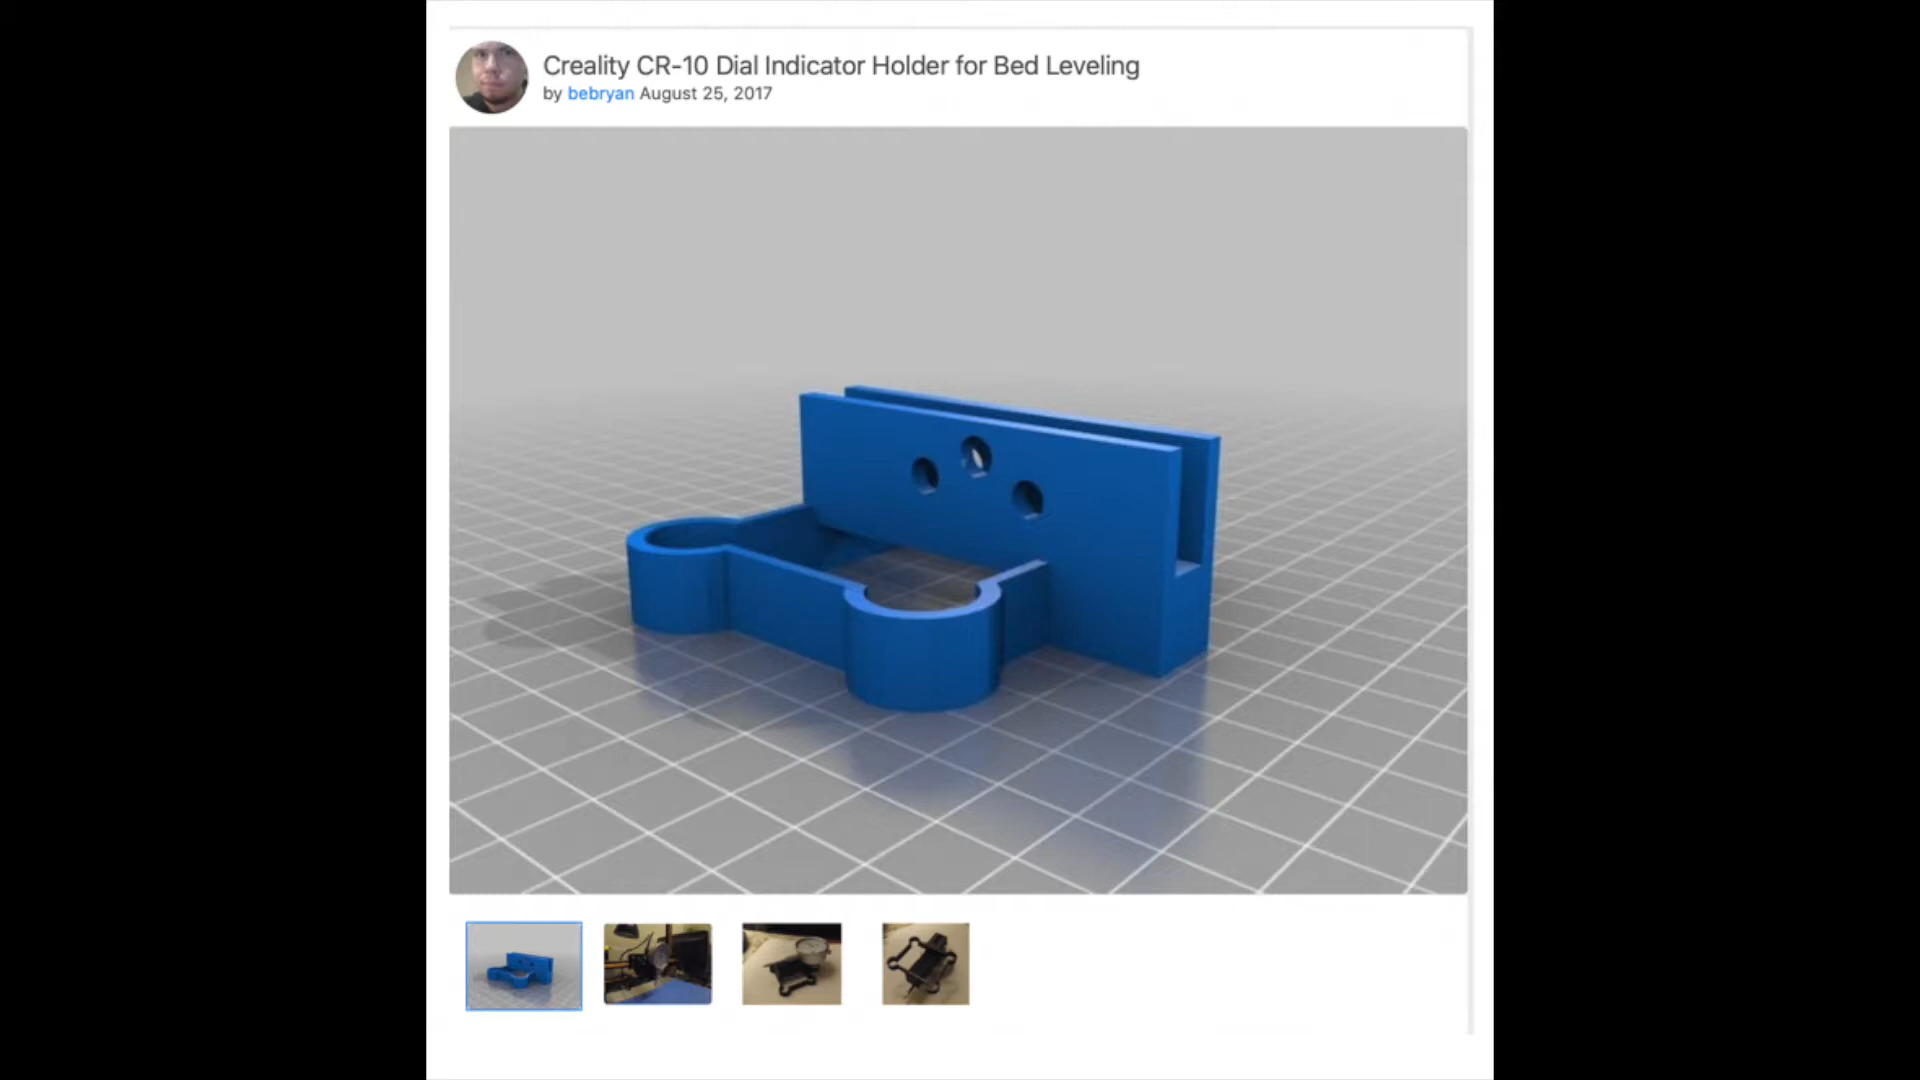 Creality CR-10 Dial Indicator Holder for Bed Leveling
by bebryan August 25, 2017